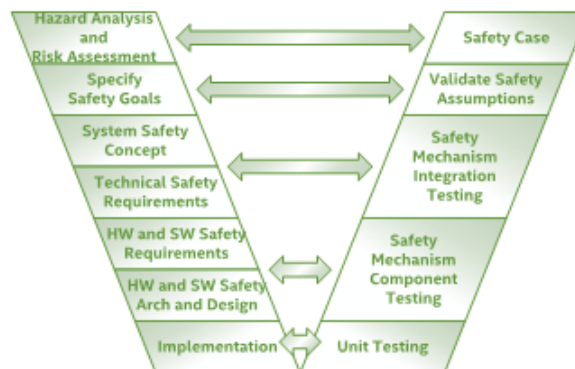 Hazard Analysis
and
Risk Assessment
Specify
Safety Goals
System Safety
Concept
Technical Safety
Requirements
HW and SW Safety
Requirements
HW and SW Safety
Arch and Design
Implementation
Safety Case
Validate Safety
Assumptions
Safety
Mechanism
Integration
Testing
Safety
Mechanism
Component
Testing
Unit Testing